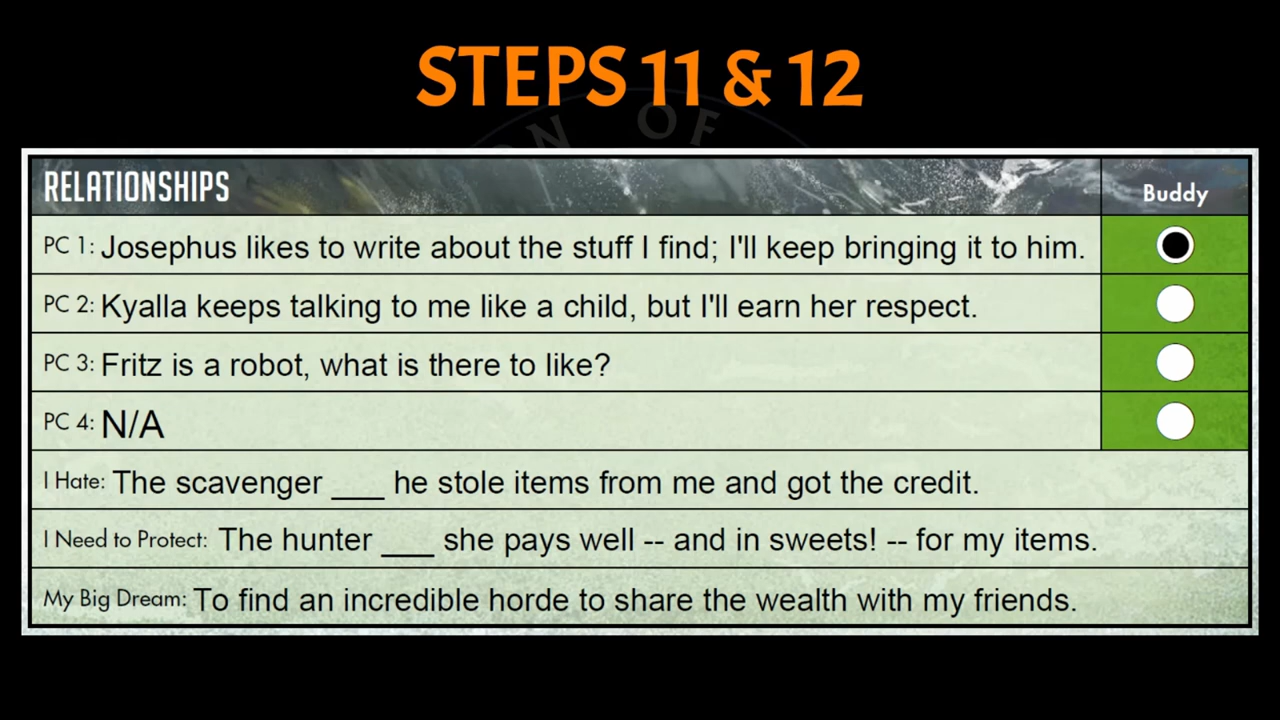 STEPS 11 & 12
ON OF
RELATIONSHIPS
Buddy
PC 1: Josephus likes to write about the stuff I find; I'll keep bringing it to him.
PC 2: Kyalla keeps talking to me like a child, but I'll earn her respect.
PC 3: Fritz is a robot, what is there to like?
PC 4: N/A
I Hate: The scavenger ___ he stole items from me and got the credit.
I Need to Protect: The hunter ___ she pays well -- and in sweets! -- for my items.
My Big Dream: To find an incredible horde to share the wealth with my friends.